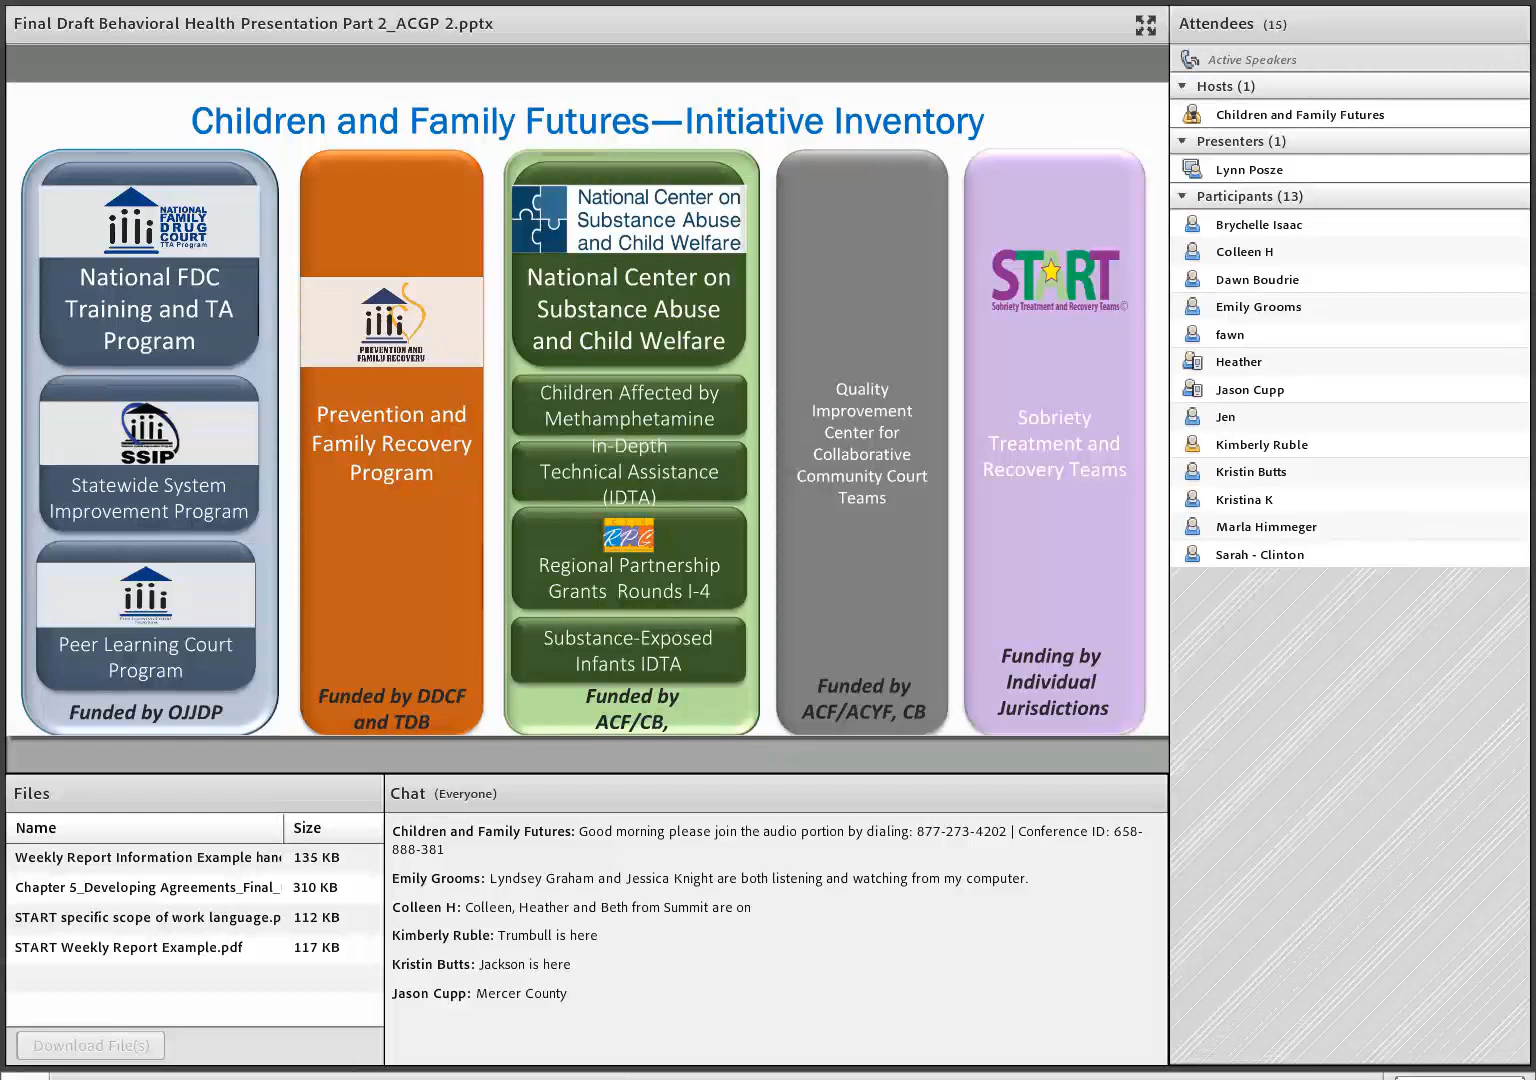 Final Draft Behavioral Health Presentation Part 2_ACGP 2.pptx
Children and Family Futures—Initiative Inventory
NATIONAL
FAMILY
DRUG
COURT
TTA Program
National FDC
Training and TA
Program
SSIP
Statewide System
Improvement Program
Peer Learning Court
Program
Funded by OJJDP
PREVENTION AND
FAMILY RECOVERY
Prevention and
Family Recovery
Program
Funded by DDCF
and TDB
National Center on
Substance Abuse
and Child Welfare
National Center on
Substance Abuse
and Child Welfare
Children Affected by
Methamphetamine
In-Depth
Technical Assistance
(IDTA)
RPG
Regional Partnership
Grants Rounds I-4
Substance-Exposed
Infants IDTA
Funded by
ACF/CB,
Quality
Improvement
Center for
Collaborative
Community Court
Teams
Funded by
ACF/ACYF, CB
START
Sobriety Treatment and Recovery Teams©
Sobriety
Treatment and
Recovery Teams
Funding by
Individual
Jurisdictions
Attendees (15)
Active Speakers
Hosts (1)
Children and Family Futures
Presenters (1)
Lynn Posze
Participants (13)
Brychelle Isaac
Colleen H
Dawn Boudrie
Emily Grooms
fawn
Heather
Jason Cupp
Jen
Kimberly Ruble
Kristin Butts
Kristina K
Marla Himmeger
Sarah - Clinton
Files
Name Size
Weekly Report Information Example han 135 KB
Chapter 5_Developing Agreements_Final_ 310 KB
START specific scope of work language.p 112 KB
START Weekly Report Example.pdf 117 KB
Download File(s)
Chat (Everyone)
Children and Family Futures: Good morning please join the audio portion by dialing: 877-273-4202 | Conference ID: 658-
888-381
Emily Grooms: Lyndsey Graham and Jessica Knight are both listening and watching from my computer.
Colleen H: Colleen, Heather and Beth from Summit are on
Kimberly Ruble: Trumbull is here
Kristin Butts: Jackson is here
Jason Cupp: Mercer County